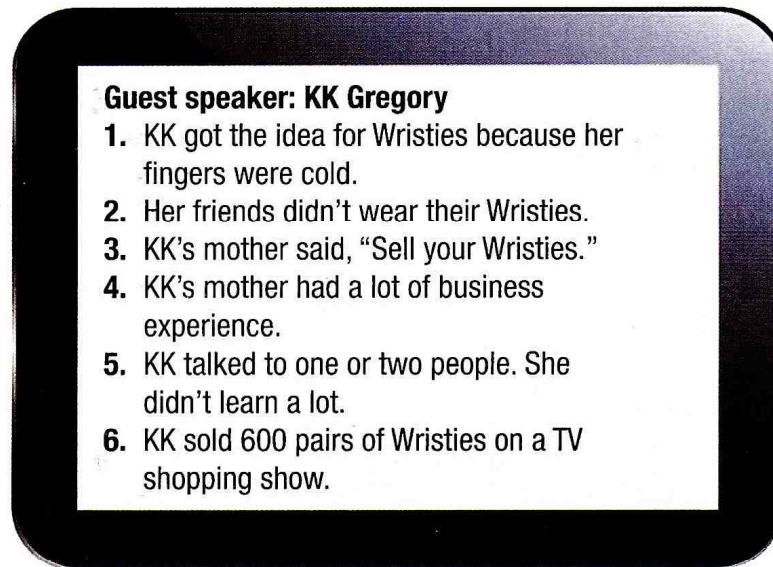 Guest speaker: KK Gregory
1. KK got the idea for Wristies because her
fingers were cold.
2. Her friends didn't wear their Wristies.
3. KK's mother said, "Sell your Wristies."
4. KK's mother had a lot of business
experience.
5. KK talked to one or two people. She
didn't learn a lot.
6. KK sold 600 pairs of Wristies on a TV
shopping show.